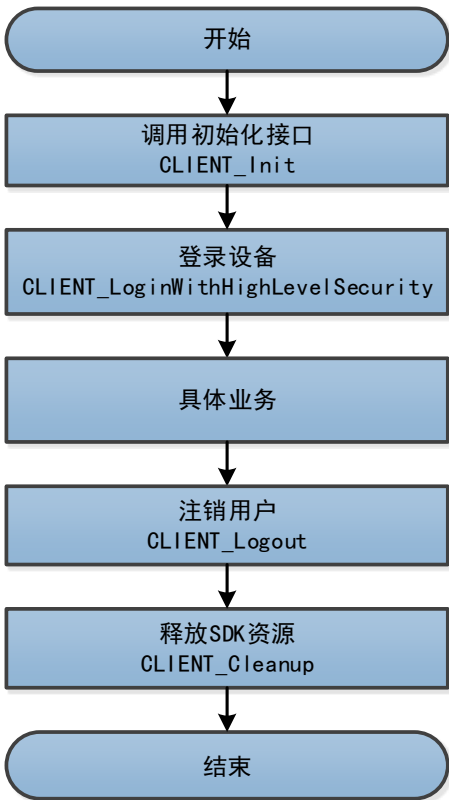 开始
调用初始化接口
CLIENT_Init
登录设备
CLIENT_LoginWithHighLevelSecurity
具体业务
注销用户
CLIENT_Logout
释放SDK资源
CLIENT_Cleanup
结束